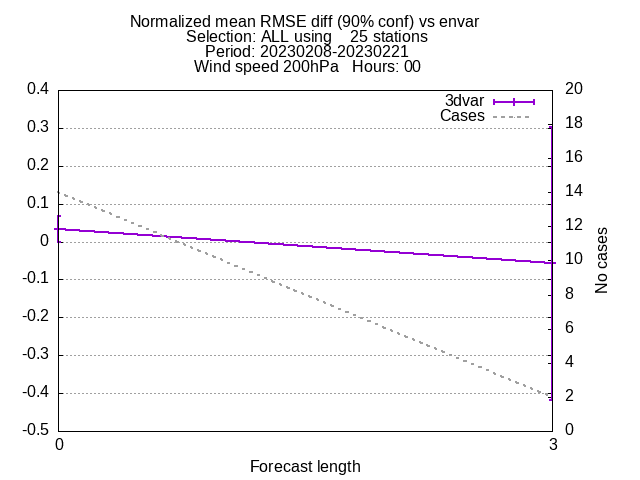 Normalized mean RMSE diff (90% conf) vs envar
Selection: ALL using    25 stations
Period: 20230208-20230221
Wind speed 200hPa   Hours: 00
3dvar
Cases
0.4
0.3
0.2
0.1
0
-0.1
-0.2
-0.3
-0.4
-0.5
20
18
16
14
12
10
8
6
4
2
0
No cases
0
3
Forecast length